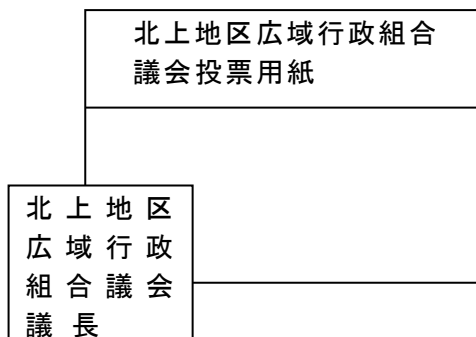 北上地区広域行政組合
議会投票用紙
北上地区
広域行政
組合議会
議長